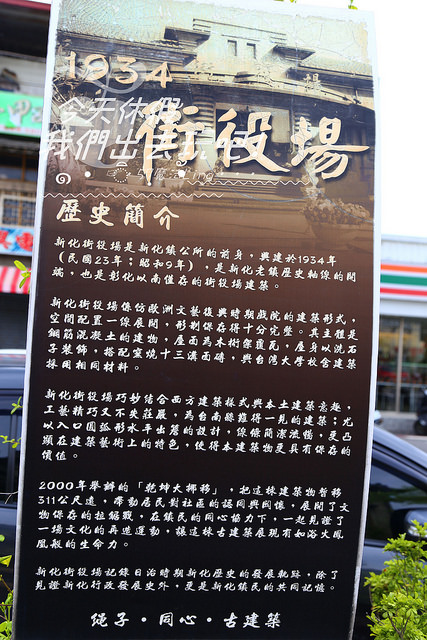 1934
街役場
今天休假
我們出去玩
歷史簡介
新化街役場是新化鎮公所的前身，興建於1934年
（民國23年；昭和9年），是新化老鎮歷史軸線的開
端，也是彰化以南僅存的街役場建築。
新化街役場係仿歐洲文藝復興時期戲院的建築形式，
空間配置一線展開，形制保存得十分完整。其主體是
鋼筋混凝土的建物，屋面為木桁架覆瓦，屋身以洗石
子裝飾，搭配窯燒十三溝面磚，與台灣大學校舍建築
採用相同材料。
新化街役場巧妙結合西方建築樣式與本土建築意趣，
工藝精巧又不失莊嚴，為台南縣難得一見的建築；尤
以入口圓弧形水平出簷的設計，線條簡潔流暢，更凸
顯在建築藝術上的特色，使得本建築物更具有保存的
價值。
2000年舉辦的「乾坤大挪移」，把這棟建築物暫移
311公尺遠，帶動居民對社區的認同與關懷，展開了文
物保存的拉鋸戰，在鎮民的同心協力下，一起見證了
一場文化的再造運動，讓這棟古建築展現有如浴火鳳
凰般的生命力。
新化街役場記錄日治時期新化歷史的發展軌跡，除了
見證新化行政發展史外，更是新化鎮民的共同記憶。
繩子・同心・古建築